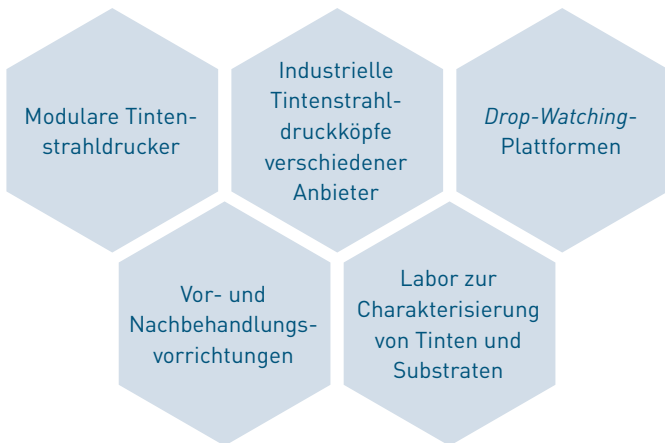 Modulare Tinten-
strahldrucker
Industrielle
Tintenstrahl-
druckköpfe
verschiedener
Anbieter
Drop-Watching-
Plattformen
Vor- und
Nachbehandlungs-
vorrichtungen
Labor zur
Charakterisierung
von Tinten und
Substraten